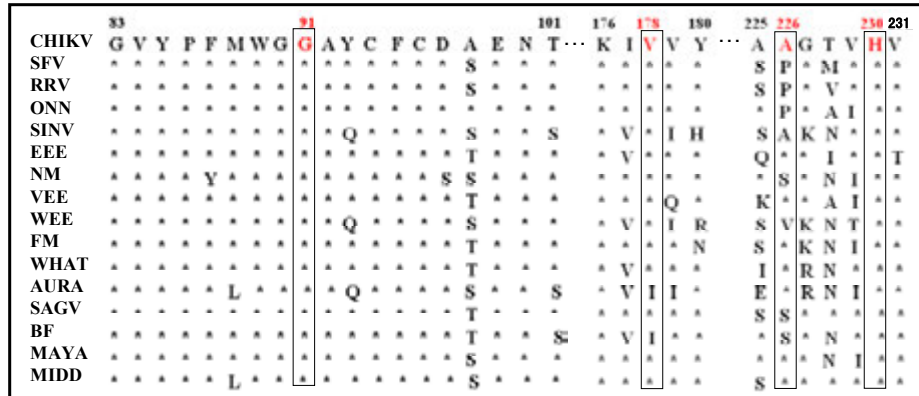 83 91 101 176 178 180 225 226 230 231
CHIKV G V Y P F M W G G A Y C F C D A E N T ... K I V V Y ... A A G T V H V
SFV * * * * * * * * * * * * * * * S * * * * * * * * S P * M * * *
RRV * * * * * * * * * * * * * * * S * * * * * * * * S P * V * * *
ONN * * * * * * * * * * * * * * * * * * * * * * * * * P * A I * *
SINV * * * * * * * * * * Q * * * * S * * S * V * I H S A K N * * *
EEE * * * * * * * * * * * * * * * T * * * * V * * * Q * * I * * T
NM * * * * Y * * * * * * * * * S S * * * * * * * * * S * N I * *
VEE * * * * * * * * * * * * * * * T * * * * * * Q * K * * A I * *
WEE * * * * * * * * * * Q * * * * S * * * * V * I R S V K N T * *
FM * * * * * * * * * * * * * * * T * * * * * * * N S * K N I * *
WHAT * * * * * * * * * * * * * * * T * * * * V * * * I * R N * * *
AURA * * * * * L * * * * Q * * * * S * * S * V I I * E * R N I * *
SAGV * * * * * * * * * * * * * * * T * * * * * * * * S S * * * * *
BF * * * * * * * * * * * * * * * T * * S * V I * * * S * N * * *
MAYA * * * * * * * * * * * * * * * S * * * * * * * * * * * N I * *
MIDD * * * * * L * * * * * * * * * S * * * * * * * * S * * * * * *